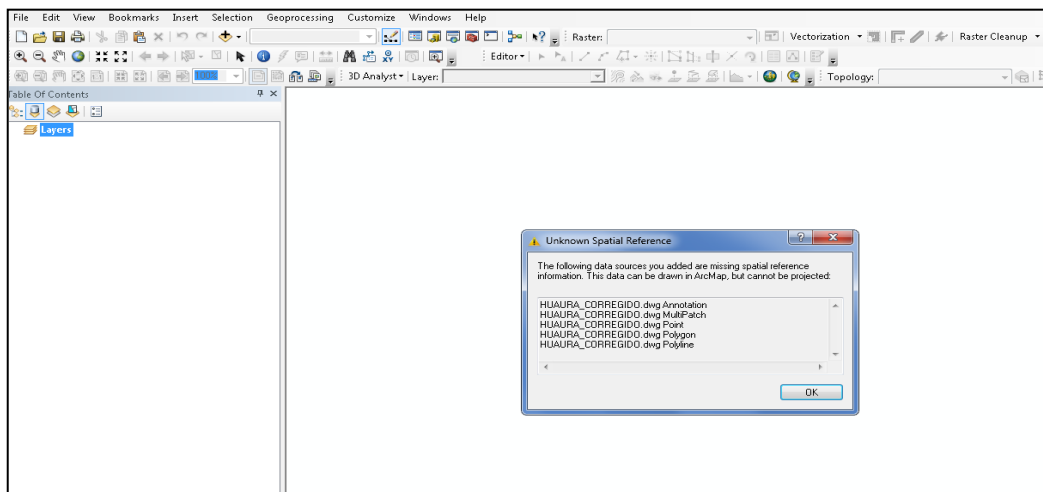 File Edit View Bookmarks Insert Selection Geoprocessing Customize Windows Help
Raster: Vectorization Raster Cleanup
Editor
100% 3D Analyst Layer: Topology:
Table Of Contents
Layers
Unknown Spatial Reference
The following data sources you added are missing spatial reference
information. This data can be drawn in ArcMap, but cannot be projected:
HUAURA_CORREGIDO.dwg Annotation
HUAURA_CORREGIDO.dwg MultiPatch
HUAURA_CORREGIDO.dwg Point
HUAURA_CORREGIDO.dwg Polygon
HUAURA_CORREGIDO.dwg Polyline
OK